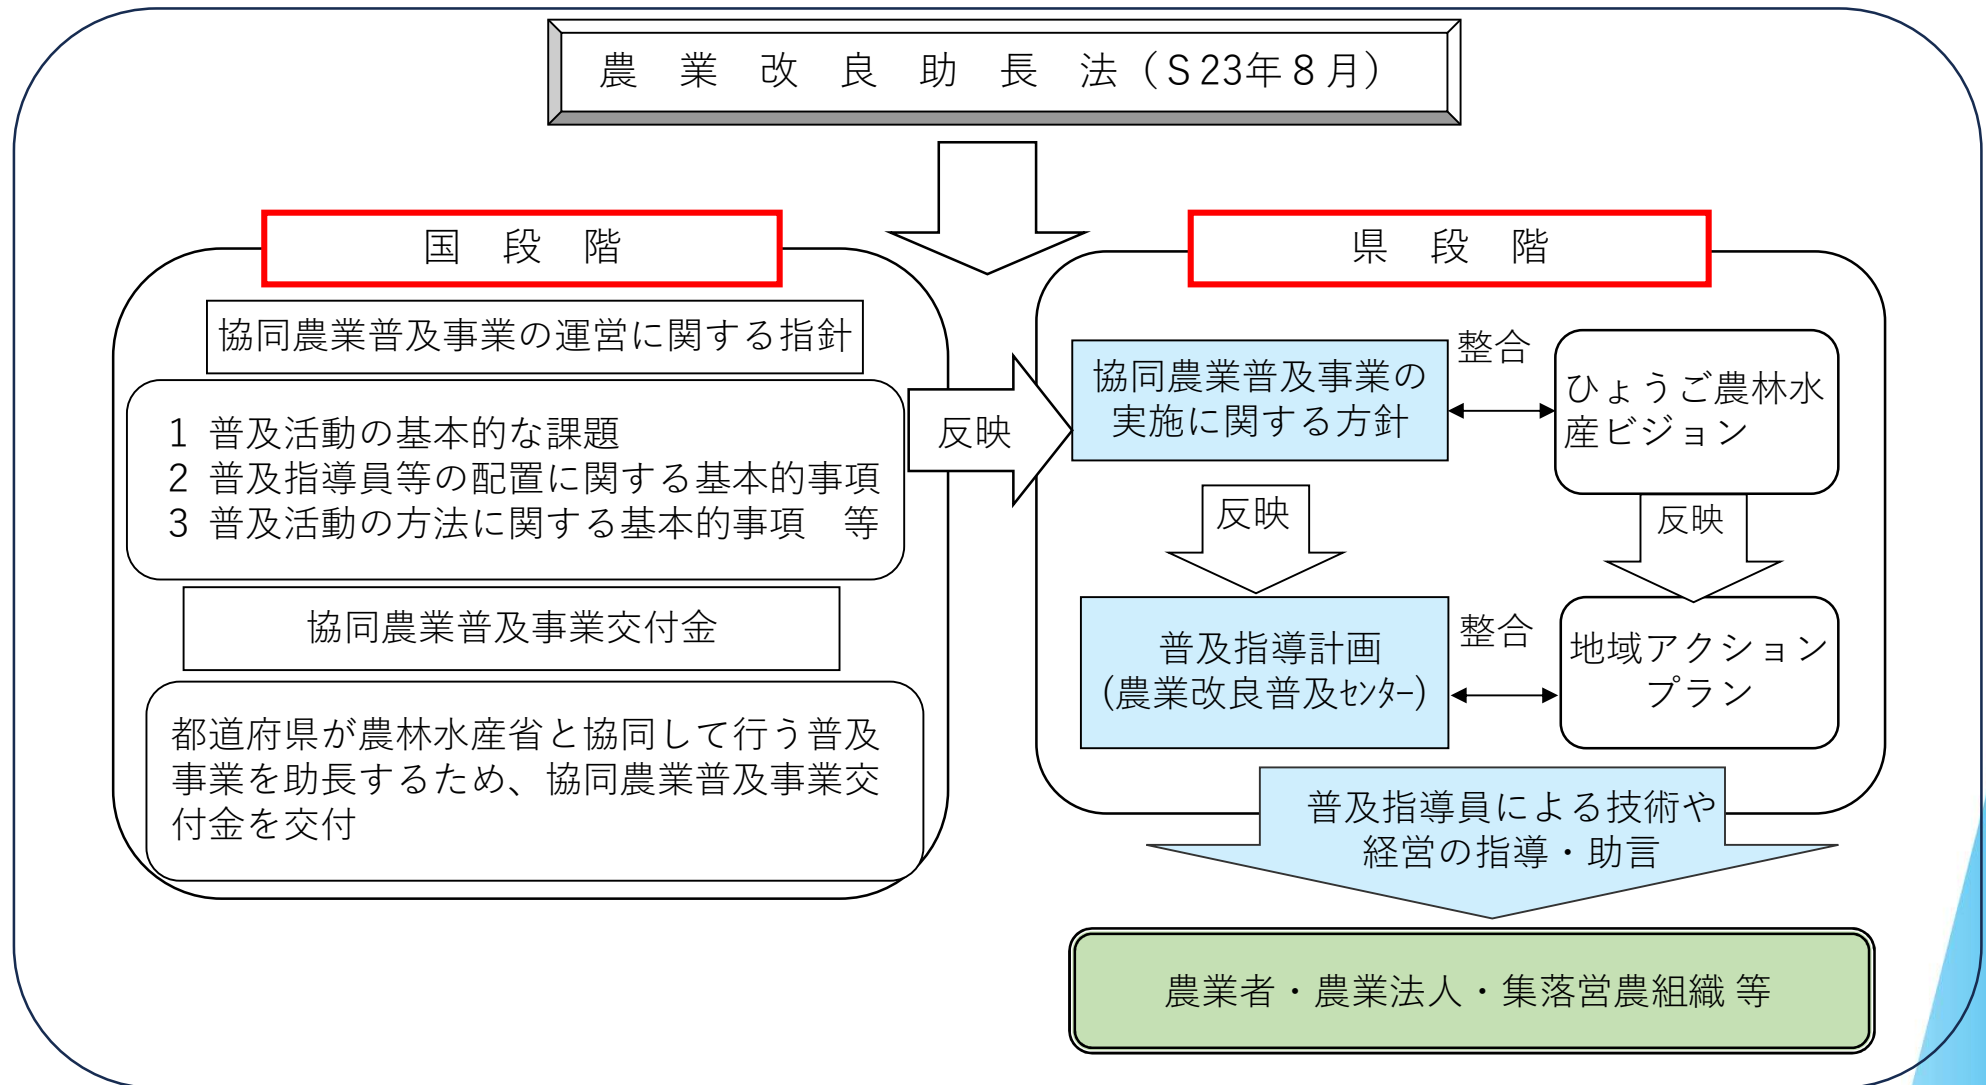 農　業　改　良　助　長　法（Ｓ23年８月）
国　段　階
協同農業普及事業の運営に関する指針
1 普及活動の基本的な課題
2 普及指導員等の配置に関する基本的事項
3 普及活動の方法に関する基本的事項　等
協同農業普及事業交付金
都道府県が農林水産省と協同して行う普及
事業を助長するため、協同農業普及事業交
付金を交付
反映
県　段　階
協同農業普及事業の
実施に関する方針
整合
ひょうご農林水
産ビジョン
反映
反映
普及指導計画
(農業改良普及ｾﾝﾀｰ)
整合
地域アクション
プラン
普及指導員による技術や
経営の指導・助言
農業者・農業法人・集落営農組織 等